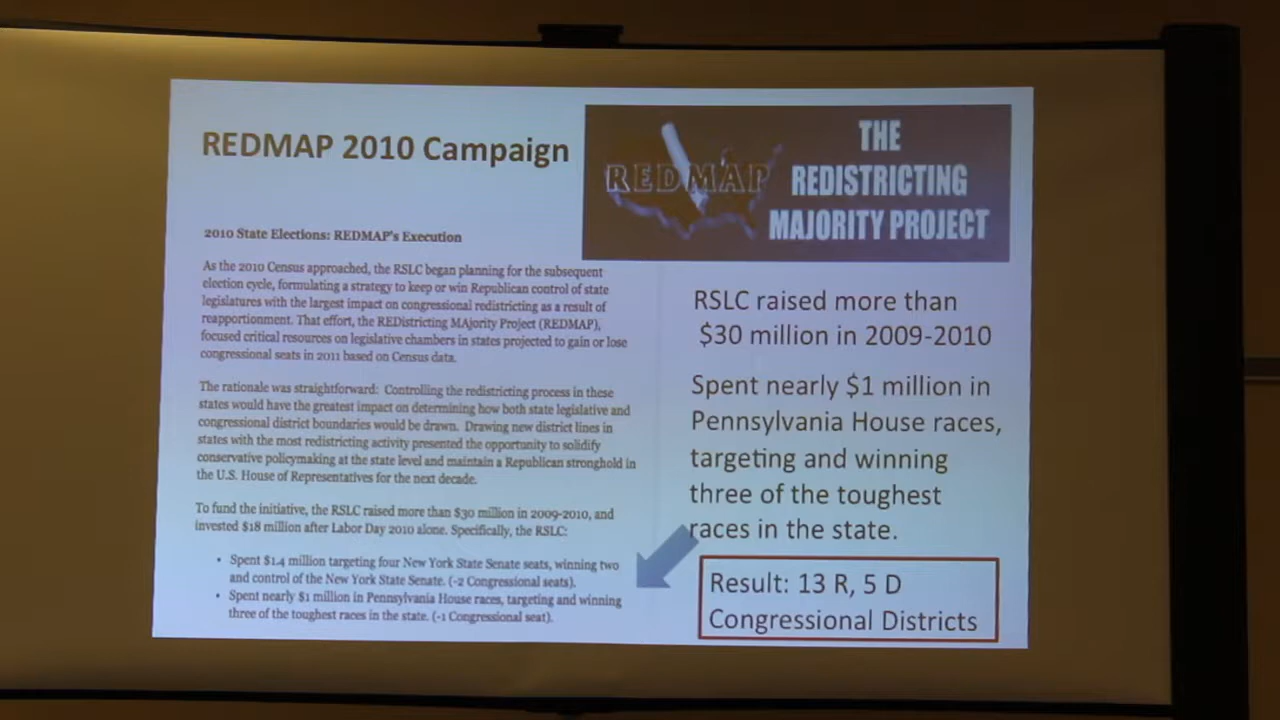 REDMAP 2010 Campaign
REDMAP
THE
REDISTRICTING
MAJORITY PROJECT
2010 State Elections: REDMAP's Execution
As the 2010 Census approached, the RSLC began planning for the subsequent
election cycle, formulating a strategy to keep or win Republican control of state
legislatures with the largest impact on congressional redistricting as a result of
reapportionment. That effort, the REDistricting MAjority Project (REDMAP),
focused critical resources on legislative chambers in states projected to gain or lose
congressional seats in 2011 based on Census data.
The rationale was straightforward: Controlling the redistricting process in these
states would have the greatest impact on determining how both state legislative and
congressional district boundaries would be drawn. Drawing new district lines in
states with the most redistricting activity presented the opportunity to solidify
conservative policymaking at the state level and maintain a Republican stronghold in
the U.S. House of Representatives for the next decade.
To fund the initiative, the RSLC raised more than $30 million in 2009-2010, and
invested $18 million after Labor Day 2010 alone. Specifically, the RSLC:
• Spent $1.4 million targeting four New York State Senate seats, winning two
and control of the New York State Senate. (-2 Congressional seats).
• Spent nearly $1 million in Pennsylvania House races, targeting and winning
three of the toughest races in the state. (-1 Congressional seat).
RSLC raised more than
$30 million in 2009-2010
Spent nearly $1 million in
Pennsylvania House races,
targeting and winning
three of the toughest
races in the state.
Result: 13 R, 5 D
Congressional Districts